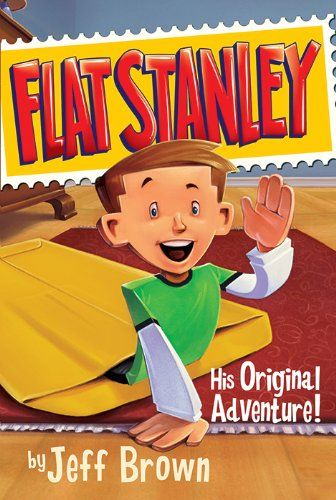 FLAT STANLEY
His Original
Adventure!
by Jeff Brown